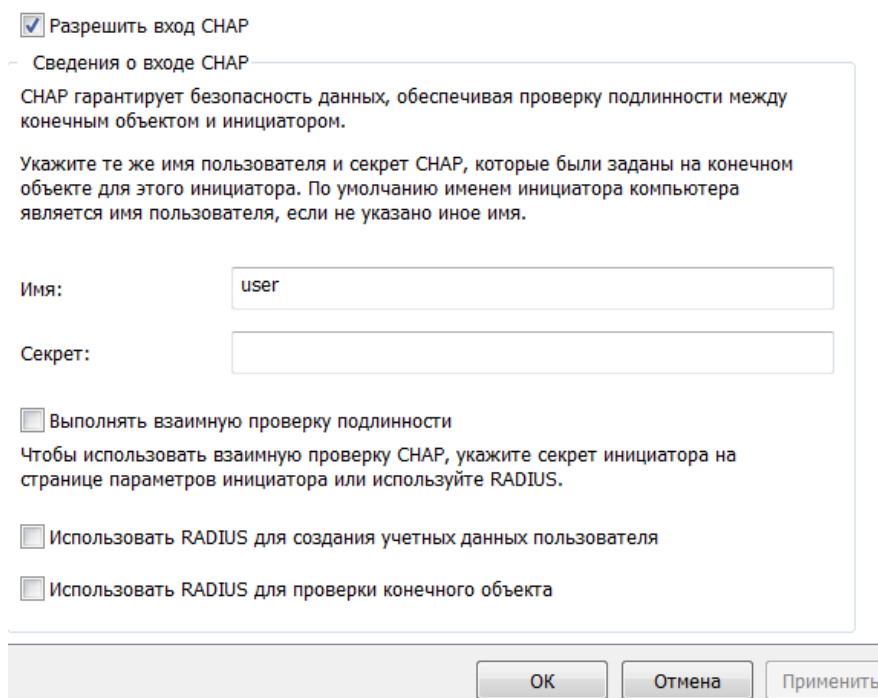 Разрешить вход CHAP
Сведения о входе CHAP
CHAP гарантирует безопасность данных, обеспечивая проверку подлинности между
конечным объектом и инициатором.
Укажите те же имя пользователя и секрет CHAP, которые были заданы на конечном
объекте для этого инициатора. По умолчанию именем инициатора компьютера
является имя пользователя, если не указано иное имя.
Имя: user
Секрет:
Выполнять взаимную проверку подлинности
Чтобы использовать взаимную проверку CHAP, укажите секрет инициатора на
странице параметров инициатора или используйте RADIUS.
Использовать RADIUS для создания учетных данных пользователя
Использовать RADIUS для проверки конечного объекта
ОК Отмена Применить